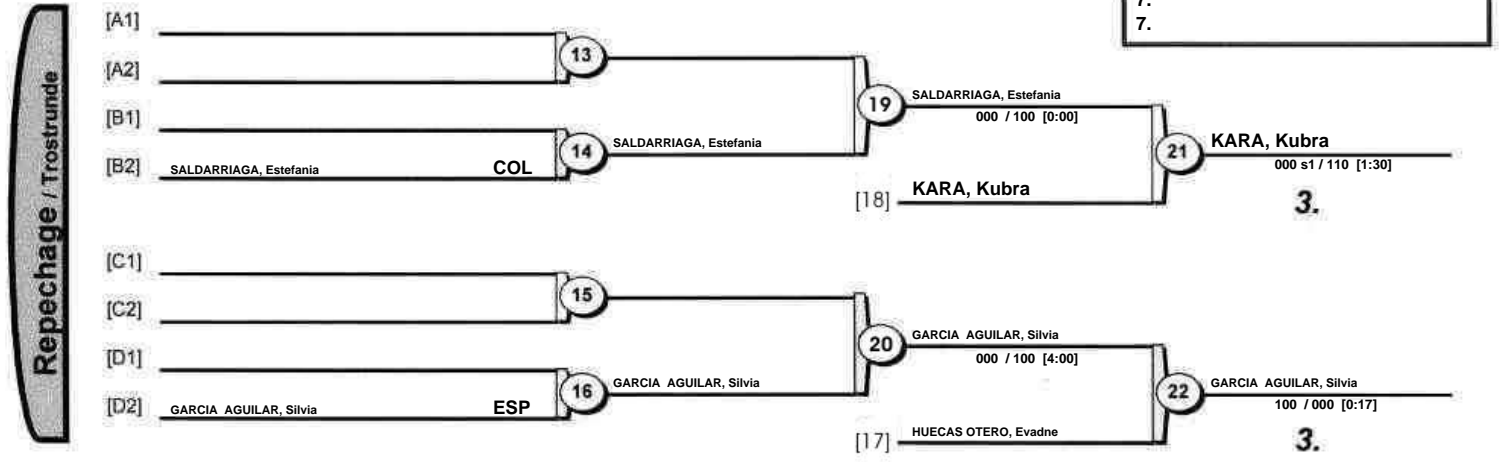 7.
7.
Repechage / Trostrunde
[A1]
[A2]
13
[B1]
[B2] SALDARRIAGA, Estefania COL
14
SALDARRIAGA, Estefania
19
SALDARRIAGA, Estefania
000 / 100 [0:00]
[18] KARA, Kubra
21
KARA, Kubra
000 s1 / 110 [1:30]
3.
[C1]
[C2]
15
[D1]
[D2] GARCIA AGUILAR, Silvia ESP
16
GARCIA AGUILAR, Silvia
20
GARCIA AGUILAR, Silvia
000 / 100 [4:00]
[17] HUECAS OTERO, Evadne
22
GARCIA AGUILAR, Silvia
100 / 000 [0:17]
3.